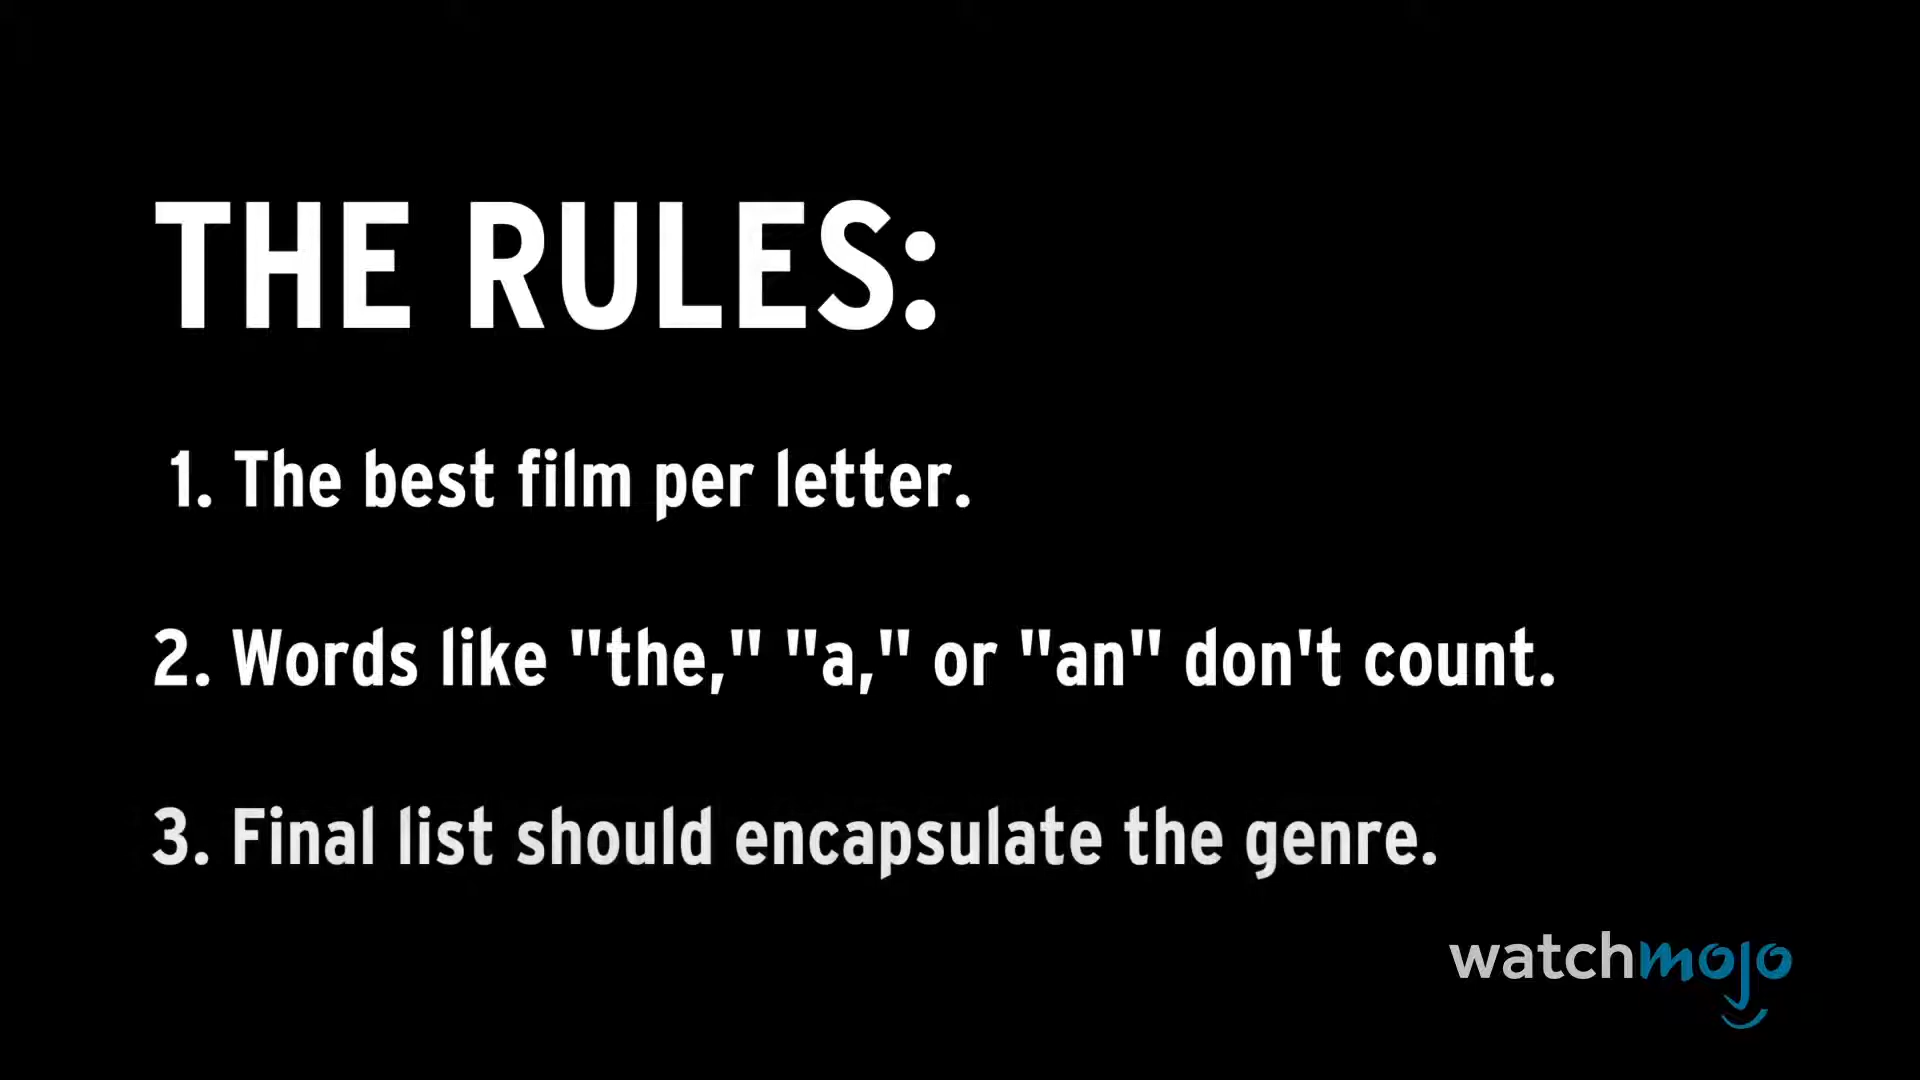 THE RULES:
1. The best film per letter.
2. Words like "the," "a," or "an" don't count.
3. Final list should encapsulate the genre.
watchmojo